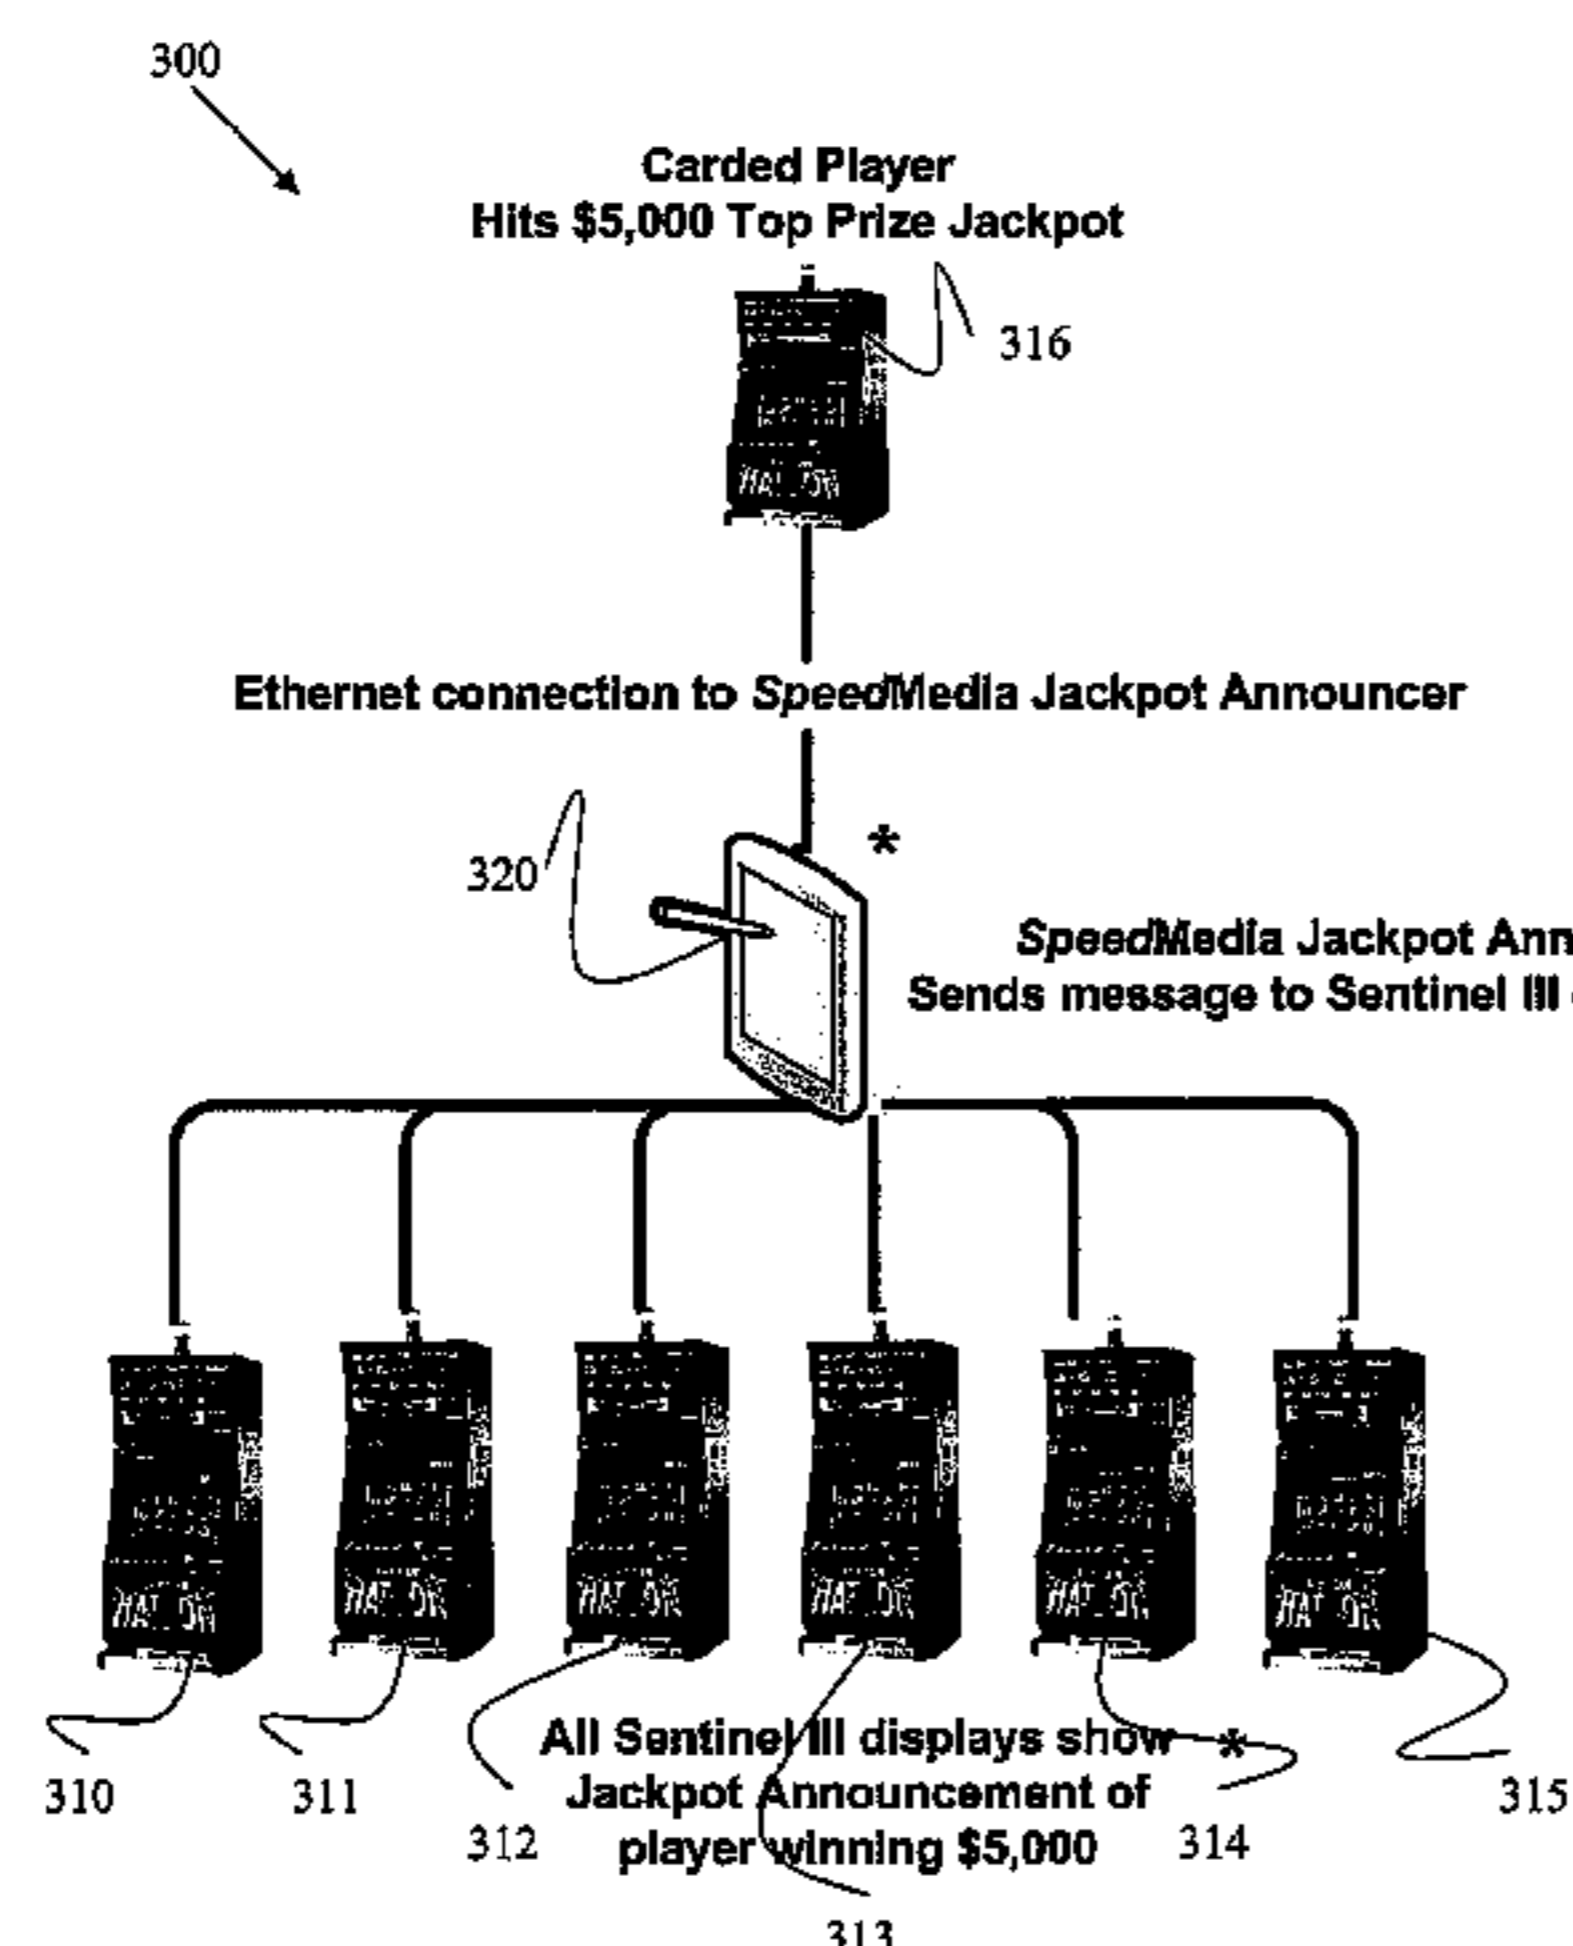 300
Carded Player
Hits $5,000 Top Prize Jackpot
316
Ethernet connection to SpeedMedia Jackpot Announcer
*
320
SpeedMedia Jackpot Ann
Sends message to Sentinel III
All Sentinel III displays show *
310
311
Jackpot Announcement of
315
312
player winning $5,000
314
313